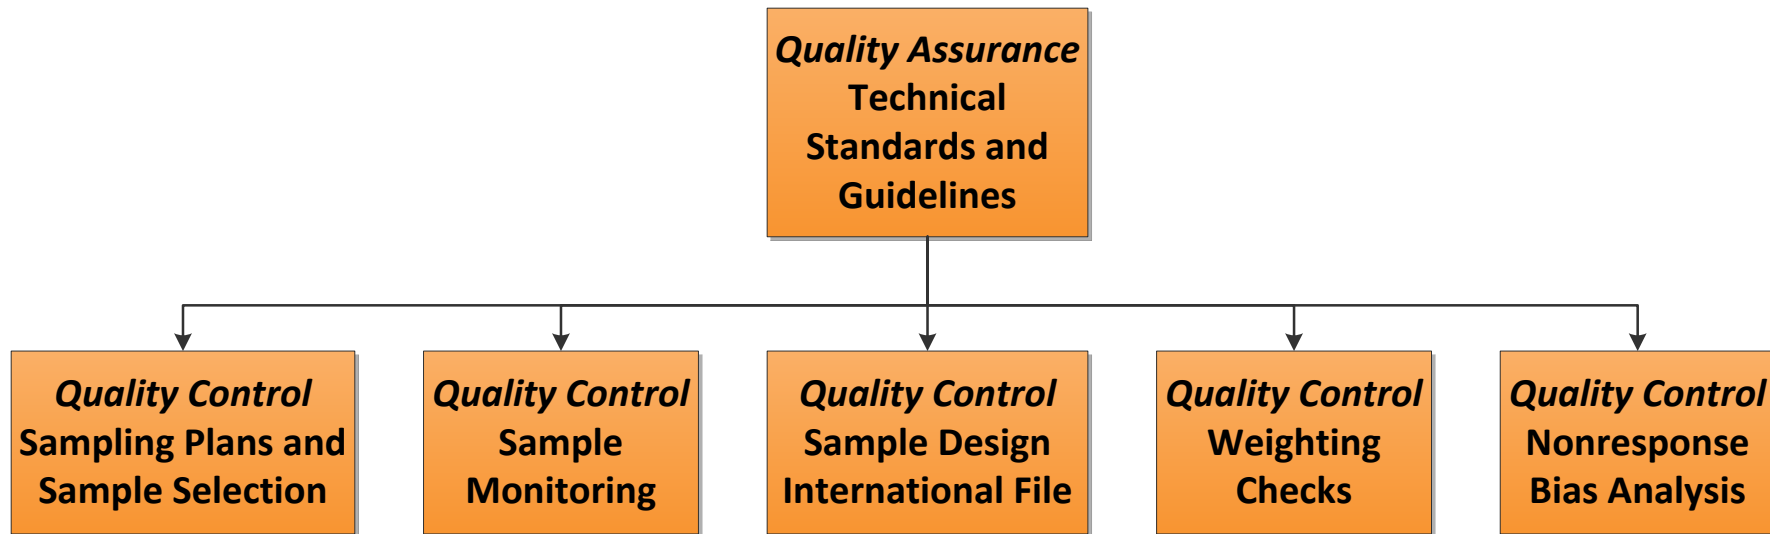 Quality Assurance
Technical
Standards and
Guidelines
Quality Control
Sampling Plans and
Sample Selection
Quality Control
Sample
Monitoring
Quality Control
Sample Design
International File
Quality Control
Weighting
Checks
Quality Control
Nonresponse
Bias Analysis